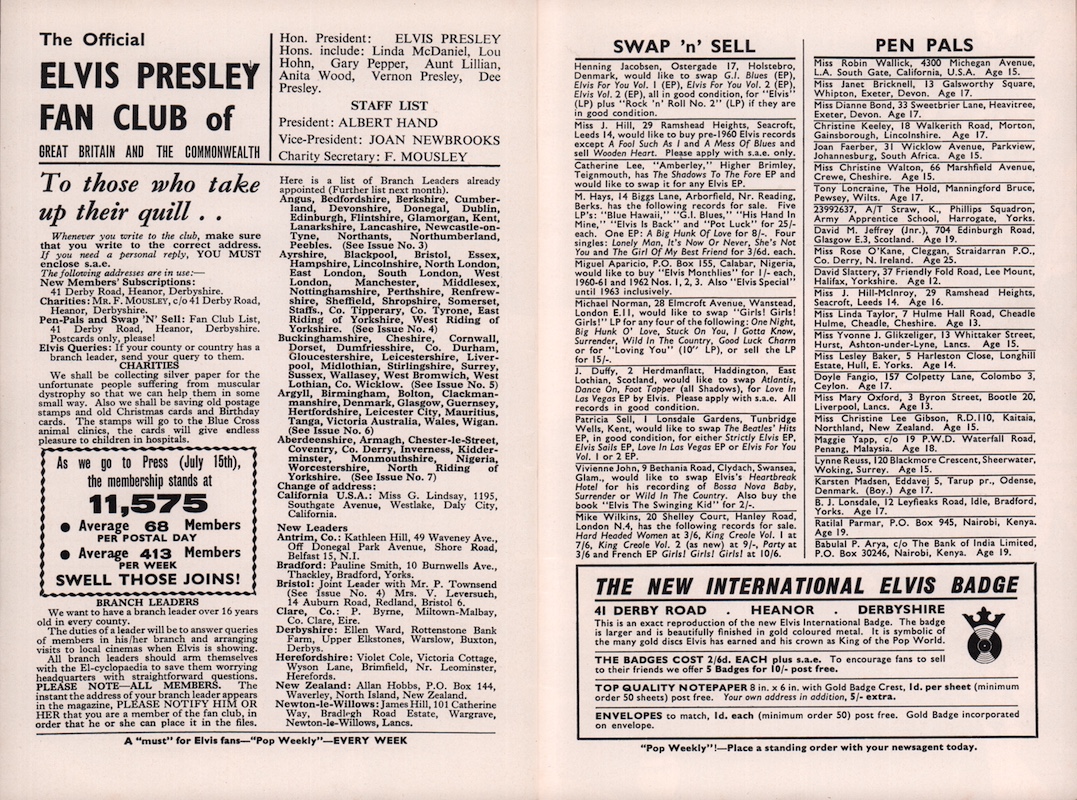 The Official
ELVIS PRESLEY
FAN CLUB of
GREAT BRITAIN AND THE COMMONWEALTH
Hon. President: ELVIS PRESLEY
Hons. include: Linda McDaniel, Lou
Hohn, Gary Pepper, Aunt Lillian,
Anita Wood, Vernon Presley, Dee
Presley.
STAFF LIST
President: ALBERT HAND
Vice-President: JOAN NEWBROOKS
Charity Secretary: F. MOUSLEY
To those who take
up their quill . .
Whenever you write to the club, make sure
that you write to the correct address.
If you need a personal reply, YOU MUST
enclose s.a.e.
The following addresses are in use:—
New Members' Subscriptions:
41 Derby Road, Heanor, Derbyshire.
Charities: MR. F. MOUSLEY, c/o 41 Derby Road,
Heanor, Derbyshire.
Pen-Pals and Swap 'N' Sell: Fan Club List,
41 Derby Road, Heanor, Derbyshire.
Postcards only, please!
Elvis Queries: If your county or country has a
branch leader, send your query to them.
CHARITIES
We shall be collecting silver paper for the
unfortunate people suffering from muscular
dystrophy so that we can help them in some
small way. Also we shall be saving old postage
stamps and old Christmas cards and Birthday
cards. The stamps will go to the Blue Cross
animal clinics, the cards will give endless
pleasure to children in hospitals.
As we go to Press (July 15th),
the membership stands at
11,575
● Average 68 Members
PER POSTAL DAY
● Average 413 Members
PER WEEK
SWELL THOSE JOINS!
BRANCH LEADERS
We want to have a branch leader over 16 years
old in every county.
The duties of a leader will be to answer queries
of members in his/her branch and arranging
visits to local cinemas when Elvis is showing.
All branch leaders should arm themselves
with the El-cyclopaedia to save them worrying
headquarters with straightforward questions.
PLEASE NOTE—ALL MEMBERS. The
instant the address of your branch leader appears
in the magazine, PLEASE NOTIFY HIM OR
HER that you are a member of the fan club, in
order that he or she can place it in the files.
Here is a list of Branch Leaders already
appointed (Further list next month).
Angus, Bedfordshire, Berkshire, Cumber-
land, Devonshire, Donegal, Dublin,
Edinburgh, Flintshire, Glamorgan, Kent,
Lanarkshire, Lancashire, Newcastle-on-
Tyne, Northants, Northumberland,
Peebles. (See Issue No. 3)
Ayrshire, Blackpool, Bristol, Essex,
Hampshire, Lincolnshire, North London,
East London, South London, West
London, Manchester, Middlesex,
Nottinghamshire, Perthshire, Renfrew-
shire, Sheffield, Shropshire, Somerset,
Staffs., Co. Tipperary, Co. Tyrone, East
Riding of Yorkshire, West Riding of
Yorkshire. (See Issue No. 4)
Buckinghamshire, Cheshire, Cornwall,
Dorset, Dumfriesshire, Co. Durham,
Gloucestershire, Leicestershire, Liver-
pool, Midlothian, Stirlingshire, Surrey,
Sussex, Wallasey, West Bromwich, West
Lothian, Co. Wicklow. (See Issue No. 5)
Argyll, Birmingham, Bolton, Clackman-
manshire, Denmark, Glasgow, Guernsey,
Hertfordshire, Leicester City, Mauritius,
Tanga, Victoria Australia, Wales, Wigan.
(See Issue No. 6)
Aberdeenshire, Armagh, Chester-le-Street,
Coventry, Co. Derry, Inverness, Kidder-
minster, Monmouthshire, Nigeria,
Worcestershire, North Riding of
Yorkshire. (See Issue No. 7)
Change of address:
California U.S.A.: Miss G. Lindsay, 1195,
Southgate Avenue, Westlake, Daly City,
California.
New Leaders
Antrim, Co.: Kathleen Hill, 49 Waveney Ave.,
Off Donegal Park Avenue, Shore Road,
Belfast 15, N.I.
Bradford: Pauline Smith, 10 Burnwells Ave.,
Thackley, Bradford, Yorks.
Bristol: Joint Leader with Mr. P. Townsend
(See Issue No. 4) Mrs. V. Leversuch,
14 Auburn Road, Redland, Bristol 6.
Clare, Co.: P. Byrne, Miltown-Malbay,
Co. Clare, Eire.
Derbyshire: Ellen Ward, Rottenstone Bank
Farm, Upper Elkstones, Warslow, Buxton,
Derbys.
Herefordshire: Violet Cole, Victoria Cottage,
Wyson Lane, Brimfield, Nr. Leominster,
Herefords.
New Zealand: Allan Hobbs, P.O. Box 144,
Waverley, North Island, New Zealand.
Newton-le-Willows: James Hill, 101 Catherine
Way, Bradlegh Road Estate, Wargrave,
Newton-le-Willows, Lancs.
A "must" for Elvis fans—"Pop Weekly"—EVERY WEEK
SWAP 'n' SELL
Henning Jacobsen, Ostergade 17, Holstebro,
Denmark, would like to swap G.I. Blues (EP),
Elvis For You Vol. 1 (EP), Elvis For You Vol. 2 (EP),
Elvis Vol. 2 (EP), all in good condition, for "Elvis"
(LP) plus "Rock 'n' Roll No. 2" (LP) if they are
in good condition.
Miss J. Hill, 29 Ramshead Heights, Seacroft,
Leeds 14, would like to buy pre-1960 Elvis records
except A Fool Such As I and A Mess Of Blues and
sell Wooden Heart. Please apply with s.a.e. only.
Catherine Lee, "Amberley," Higher Brimley,
Teignmouth, has The Shadows To The Fore EP and
would like to swap it for any Elvis EP.
M. Hays, 14 Biggs Lane, Arborfield, Nr. Reading,
Berks. has the following records for sale. Five
LP's: "Blue Hawaii," "G.I. Blues," "His Hand In
Mine," "Elvis Is Back" and "Pot Luck" for 25/-
each. One EP: A Big Hunk Of Love for 8/-. Four
singles: Lonely Man, It's Now Or Never, She's Not
You and The Girl Of My Best Friend for 3/6d. each.
Miguel Aparicio, P.O. Box 155, Calabar, Nigeria,
would like to buy "Elvis Monthlies" for 1/- each,
1960-61 and 1962 Nos. 1, 2, 3. Also "Elvis Special"
until 1963 inclusively.
Michael Norman, 28 Elmcroft Avenue, Wanstead,
London E.11, would like to swap "Girls! Girls!
Girls!" LP for any four of the following: One Night,
Big Hunk O' Love, Stuck On You, I Gotta Know,
Surrender, Wild In The Country, Good Luck Charm
or for "Loving You" (10" LP), or sell the LP
for 15/-.
J. Duffy, 2 Herdmanflatt, Haddington, East
Lothian, Scotland, would like to swap Atlantis,
Dance On, Foot Tapper (all Shadows), for Love In
Las Vegas EP by Elvis. Please apply with s.a.e. All
records in good condition.
Patricia Sell, 1 Lonsdale Gardens, Tunbridge
Wells, Kent, would like to swap The Beatles' Hits
EP, in good condition, for either Strictly Elvis EP,
Elvis Sails EP, Love In Las Vegas EP or Elvis For You
Vol. 1 or 2 EP.
Vivienne John, 9 Bethania Road, Clydach, Swansea,
Glam., would like to swap Elvis's Heartbreak
Hotel for his recording of Bossa Nova Baby,
Surrender or Wild In The Country. Also buy the
book "Elvis The Swinging Kid" for 2/-.
Mike Wilkins, 20 Shelley Court, Hanley Road,
London N.4, has the following records for sale.
Hard Headed Women at 3/6, King Creole Vol. 1 at
7/6, King Creole Vol. 2 (as new) at 9/-, Party at
3/6 and French EP Girls! Girls! Girls! at 10/6.
PEN PALS
Miss Robin Wallick, 4300 Michegan Avenue,
L.A. South Gate, California, U.S.A. Age 15.
Miss Janet Bricknell, 13 Galsworthy Square,
Whipton, Exeter, Devon. Age 17.
Miss Dianne Bond, 33 Sweetbrier Lane, Heavitree,
Exeter, Devon. Age 17.
Christine Keeley, 18 Walkerith Road, Morton,
Gainsborough, Lincolnshire. Age 17.
Joan Faerber, 31 Wicklow Avenue, Parkview,
Johannesburg, South Africa. Age 15.
Miss Christine Walton, 66 Marshfield Avenue,
Crewe, Cheshire. Age 15.
Tony Loncraine, The Hold, Manningford Bruce,
Pewsey, Wilts. Age 17.
23992637, A/T Straw, K., Phillips Squadron,
Army Apprentice School, Harrogate, Yorks.
David M. Jeffrey (Jnr.), 704 Edinburgh Road,
Glasgow E.3, Scotland. Age 19.
Miss Rose O'Kane, Cleggan, Straidarran P.O.,
Co. Derry, N. Ireland. Age 25.
David Slattery, 37 Friendly Fold Road, Lee Mount,
Halifax, Yorkshire. Age 12.
Miss J. Hill-McInroy, 29 Ramshead Heights,
Seacroft, Leeds 14. Age 16.
Miss Linda Taylor, 7 Hulme Hall Road, Cheadle
Hulme, Cheadle, Cheshire. Age 13.
Miss Yvonne J. Gilkzeliger, 13 Whittaker Street,
Hurst, Ashton-under-Lyne, Lancs. Age 15.
Miss Lesley Baker, 5 Harleston Close, Longhill
Estate, Hull, E. Yorks. Age 14.
Doyle Fangio, 157 Colpetty Lane, Colombo 3,
Ceylon. Age 17.
Miss Mary Oxford, 3 Byron Street, Bootle 20,
Liverpool, Lancs. Age 13.
Miss Christine Lee Gibson, R.D.110, Kaitaia,
Northland, New Zealand. Age 15.
Maggie Yapp, c/o 19 P.W.D. Waterfall Road,
Penang, Malaysia. Age 18.
Lynne Reuss, 120 Blackmore Crescent, Sheerwater,
Woking, Surrey. Age 15.
Karsten Madsen, Eddavej 5, Tarup pr., Odense,
Denmark. (Boy.) Age 17.
B. J. Lonsdale, 12 Leyfieaks Road, Idle, Bradford,
Yorks. Age 17.
Ratilal Parmar, P.O. Box 945, Nairobi, Kenya.
Age 19.
Babulal P. Arya, c/o The Bank of India Limited,
P.O. Box 30246, Nairobi, Kenya. Age 19.
THE NEW INTERNATIONAL ELVIS BADGE
41 DERBY ROAD . HEANOR . DERBYSHIRE
This is an exact reproduction of the new Elvis International Badge. The badge
is larger and is beautifully finished in gold coloured metal. It is symbolic of
the many gold discs Elvis has earned and his crown as King of the Pop World.
THE BADGES COST 2/6d. EACH plus s.a.e. To encourage fans to sell
to their friends we offer 5 Badges for 10/- post free.
TOP QUALITY NOTEPAPER 8 in. x 6 in. with Gold Badge Crest, 1d. per sheet (minimum
order 50 sheets) post free. Your own address in addition, 5/- extra.
ENVELOPES to match, 1d. each (minimum order 50) post free. Gold Badge incorporated
on envelope.
"Pop Weekly"!—Place a standing order with your newsagent today.